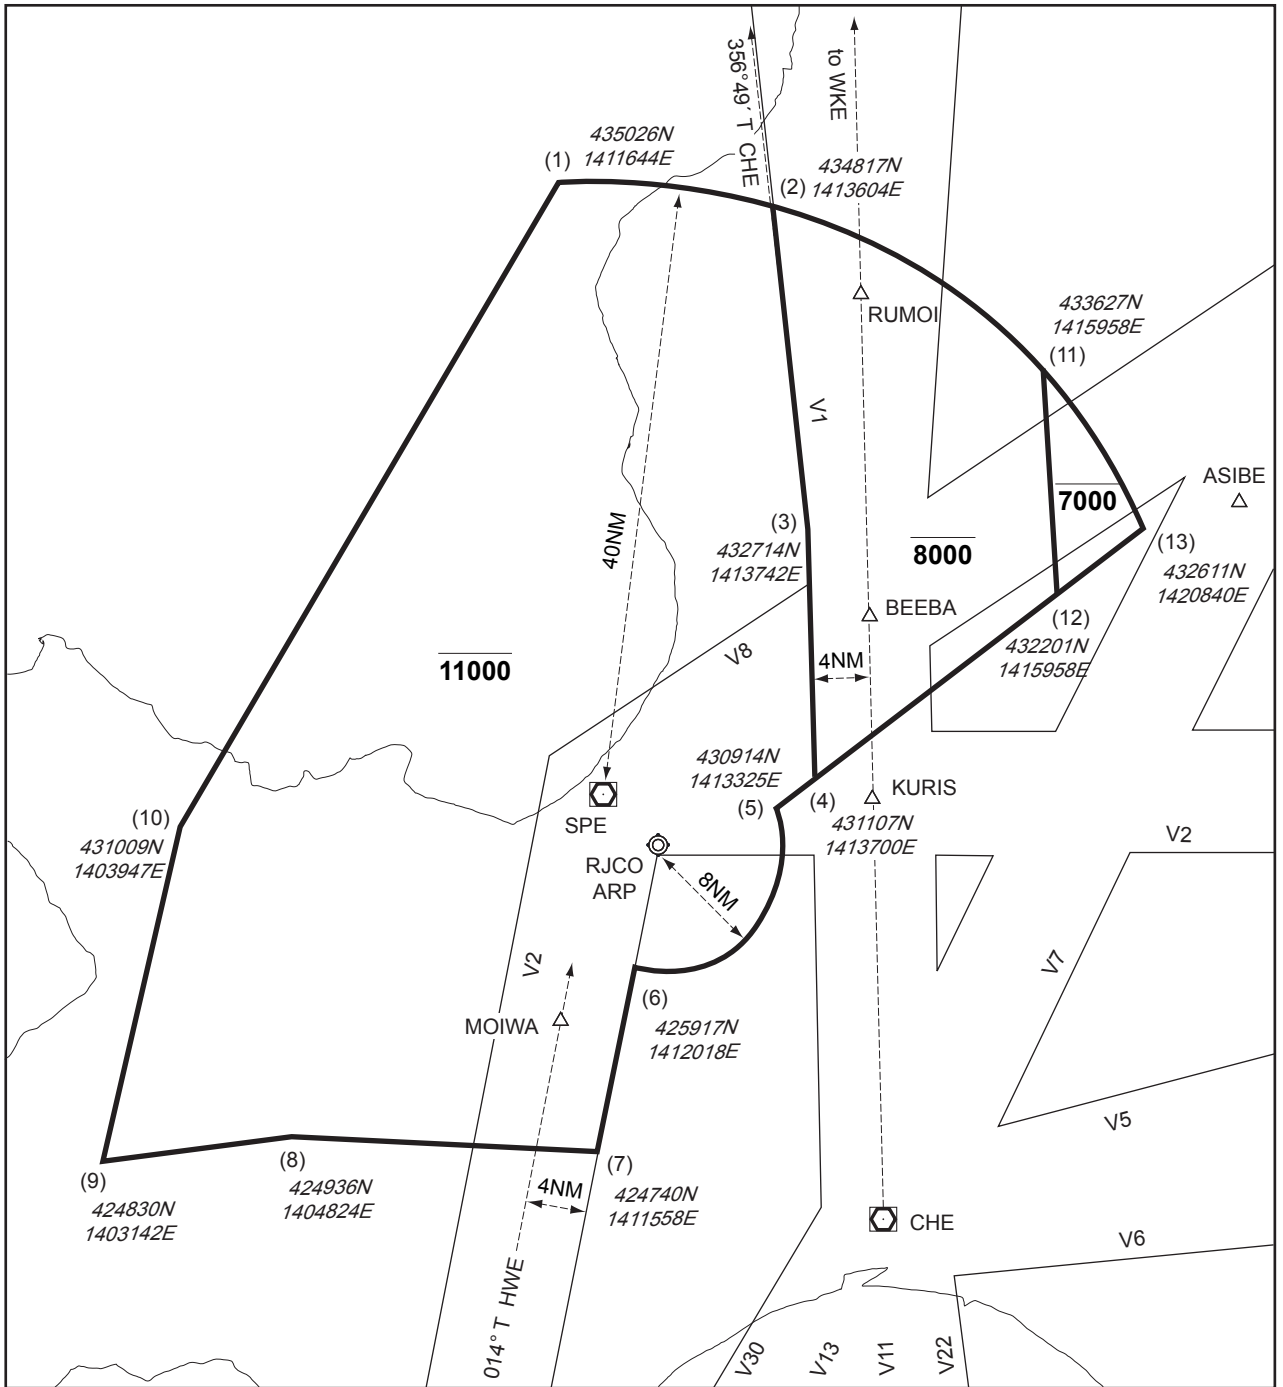 356°49′ T CHE
to WKE
435026N
1411644E
(1)
434817N
1413604E
(2)
RUMOI
433627N
1415958E
(11)
V1
ASIBE
7000
40NM
(3)
432714N
1413742E
8000
(13)
432611N
1420840E
BEEBA
(12)
432201N
1415958E
V8
4NM
11000
430914N
1413325E
(5)
(4)
KURIS
431107N
1413700E
SPE
(10)
431009N
1403947E
RJCO
ARP
8NM
V2
V2
V7
(6)
425917N
1412018E
MOIWA
V5
(9)
424830N
1403142E
(8)
424936N
1404824E
(7)
424740N
1411558E
4NM
CHE
V6
014° T HWE
V30
V13
V11
V22